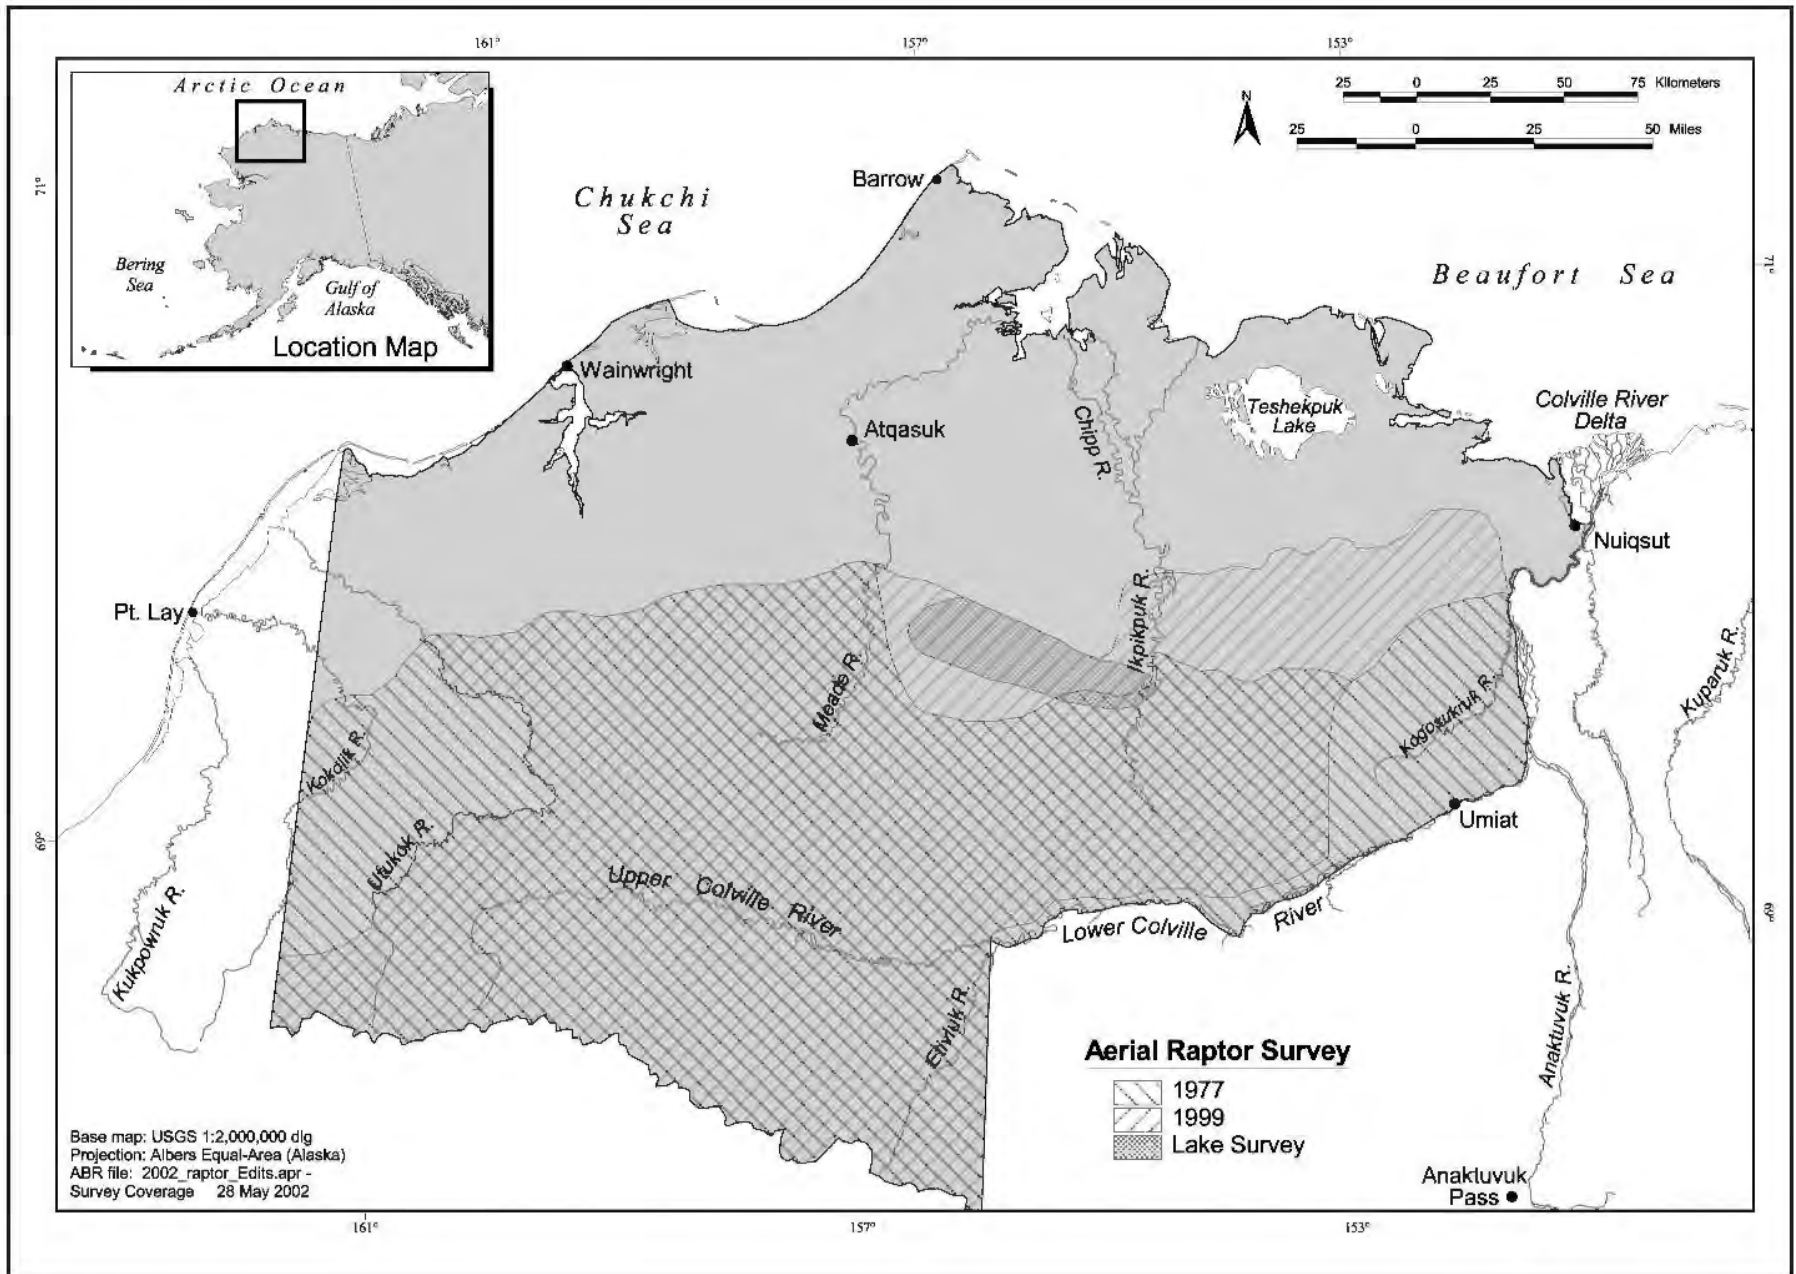 161°
157°
153°
Arctic Ocean
Bering
Sea
Gulf of
Alaska
Location Map
25 0 25 50 75 Kilometers
N
25 0 25 50 Miles
71°
71°
Chukchi
Sea
Barrow
Beaufort Sea
Wainwright
Atqasuk
Chipp R.
Teshekpuk
Lake
Colville River
Delta
Nuiqsut
Pt. Lay
Ikpikpuk R.
Meade R.
Kuparuk R.
Kogosukruk R.
Kokolik R.
Umiat
Utukok R.
69°
69°
Upper Colville River
Lower Colville River
Kukpowruk R.
Etivluk R.
Anaktuvuk R.
Aerial Raptor Survey
1977
1999
Lake Survey
Base map: USGS 1:2,000,000 dlg
Projection: Albers Equal-Area (Alaska)
ABR file: 2002_raptor_Edits.apr -
Survey Coverage 28 May 2002
Anaktuvuk
Pass
161°
157°
153°